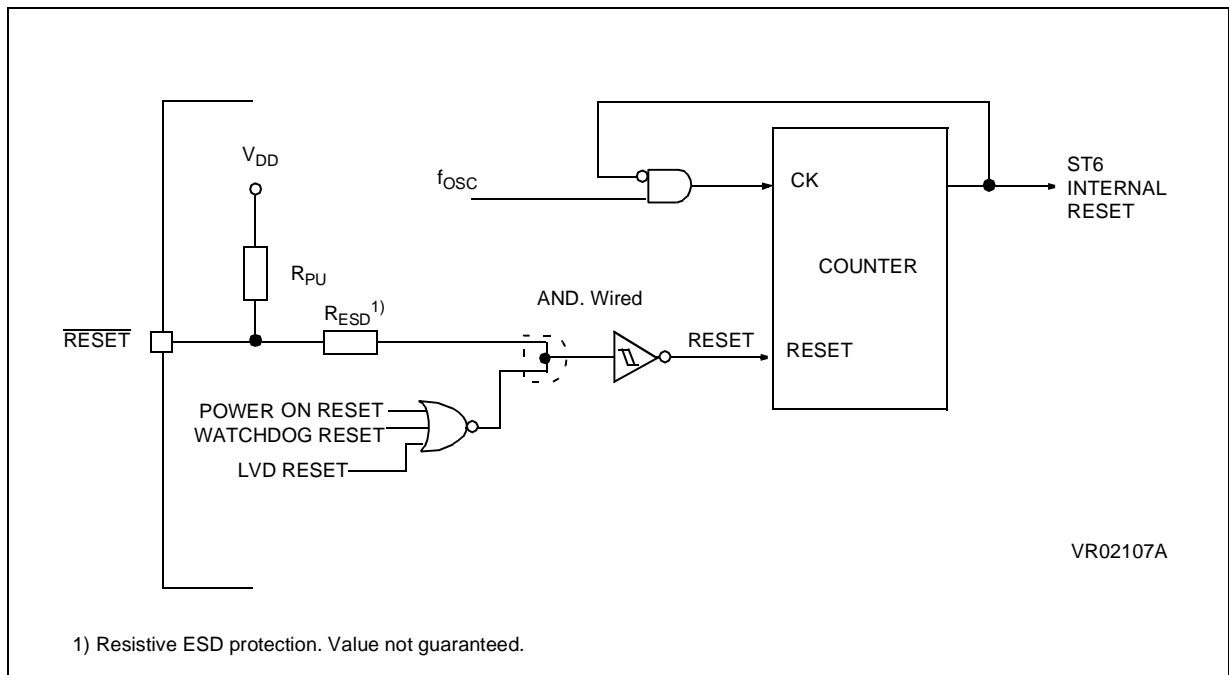 V_DD
f_OSC
CK
ST6
INTERNAL
RESET
R_PU
COUNTER
AND. Wired
R_ESD 1)
RESET
RESET
RESET
POWER ON RESET
WATCHDOG RESET
LVD RESET
VR02107A
1) Resistive ESD protection. Value not guaranteed.